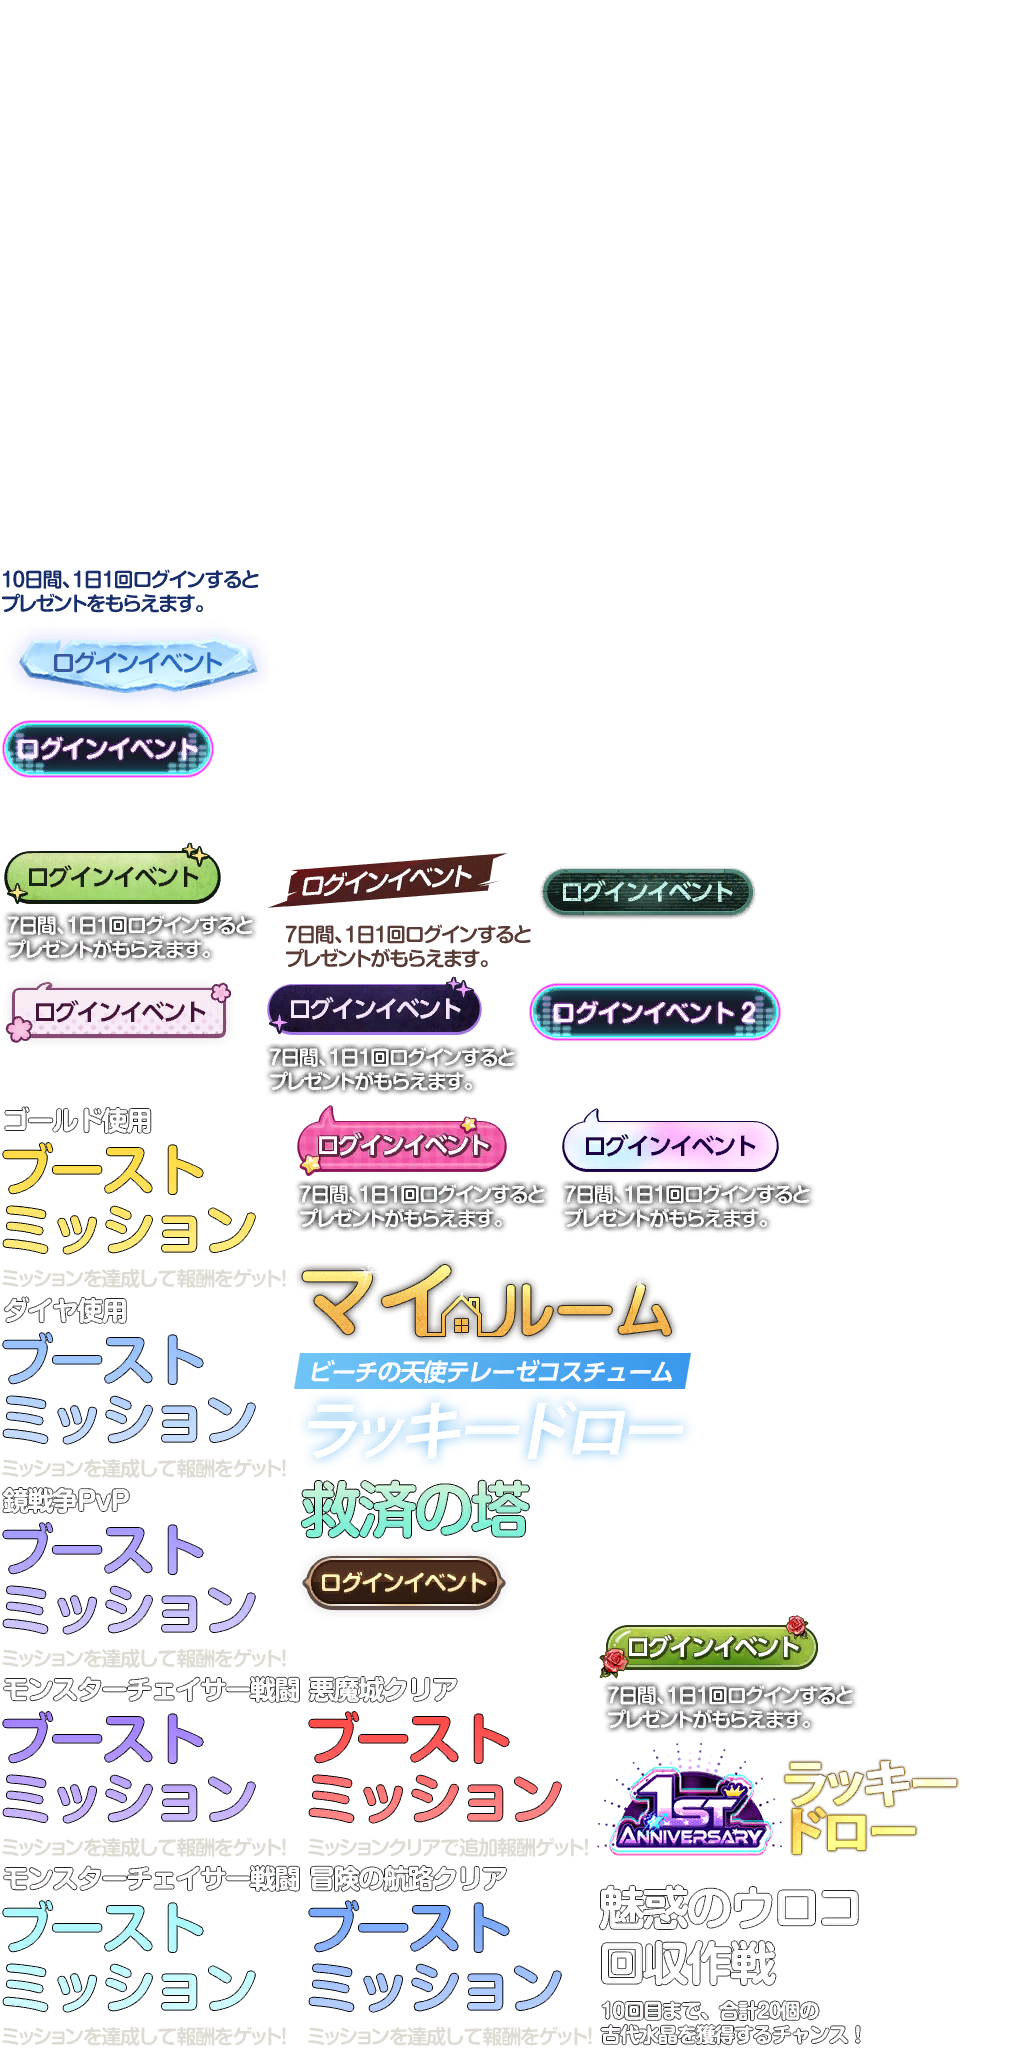 10日間、1日1回ログインすると
プレゼントをもらえます。
ログインイベント
ログインイベント
ログインイベント
7日間、1日1回ログインすると
プレゼントがもらえます。
ログインイベント
7日間、1日1回ログインすると
プレゼントがもらえます。
ログインイベント
ログインイベント
ログインイベント
7日間、1日1回ログインすると
プレゼントがもらえます。
ログインイベント 2
ゴールド使用
ブースト
ミッション
ミッションを達成して報酬をゲット!
ログインイベント
7日間、1日1回ログインすると
プレゼントがもらえます。
ログインイベント
7日間、1日1回ログインすると
プレゼントがもらえます。
マイルーム
ダイヤ使用
ブースト
ミッション
ミッションを達成して報酬をゲット!
ビーチの天使テレーゼコスチューム
ラッキードロー
救済の塔
ログインイベント
鏡戦争PvP
ブースト
ミッション
ミッションを達成して報酬をゲット!
ログインイベント
7日間、1日1回ログインすると
プレゼントがもらえます。
モンスターチェイサー戦闘
ブースト
ミッション
ミッションを達成して報酬をゲット!
悪魔城クリア
ブースト
ミッション
ミッションクリアで追加報酬ゲット!
1ST
ANNIVERSARY
ラッキー
ドロー
モンスターチェイサー戦闘
ブースト
ミッション
ミッションを達成して報酬をゲット!
冒険の航路クリア
ブースト
ミッション
ミッションを達成して報酬をゲット!
魅惑のウロコ
回収作戦
10回目まで、合計20個の
古代水晶を獲得するチャンス！